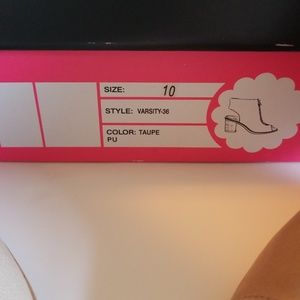 SIZE: 10
STYLE: VARSITY-36
COLOR: TAUPE
PU